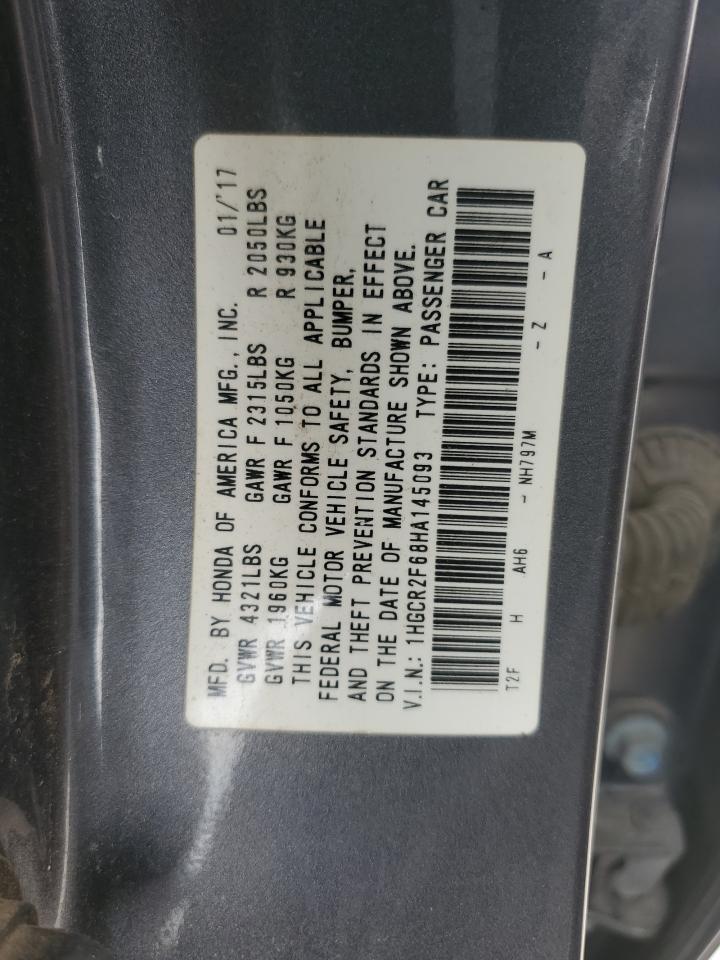 MFD. BY HONDA OF AMERICA MFG., INC. 01/'17
GVWR 4321LBS GAWR F 2315LBS R 2050LBS
GVWR 1960KG GAWR F 1050KG R 930KG
THIS VEHICLE CONFORMS TO ALL APPLICABLE
FEDERAL MOTOR VEHICLE SAFETY, BUMPER,
AND THEFT PREVENTION STANDARDS IN EFFECT
ON THE DATE OF MANUFACTURE SHOWN ABOVE.
V.I.N.: 1HGCR2F68HA145093 TYPE: PASSENGER CAR
T2F H AH6 - NH797M - Z - A